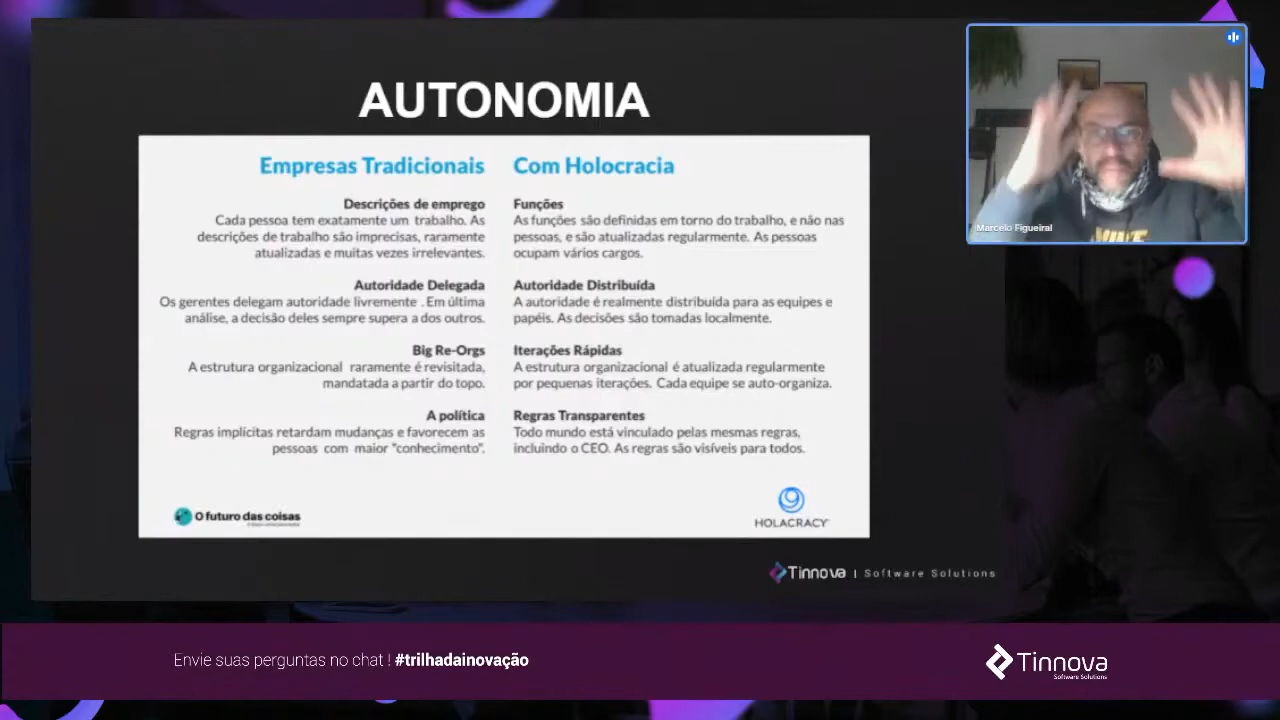 AUTONOMIA
Empresas Tradicionais
Descrições de emprego
Cada pessoa tem exatamente um trabalho. As
descrições de trabalho são imprecisas, raramente
atualizadas e muitas vezes irrelevantes.
Autoridade Delegada
Os gerentes delegam autoridade livremente . Em última
análise, a decisão deles sempre supera a dos outros.
Big Re-Orgs
A estrutura organizacional raramente é revisitada,
mandatada a partir do topo.
A política
Regras implícitas retardam mudanças e favorecem as
pessoas com maior "conhecimento".
Com Holocracia
Funções
As funções são definidas em torno do trabalho, e não nas
pessoas, e são atualizadas regularmente. As pessoas
ocupam vários cargos.
Autoridade Distribuída
A autoridade é realmente distribuída para as equipes e
papéis. As decisões são tomadas localmente.
Iterações Rápidas
A estrutura organizacional é atualizada regularmente
por pequenas iterações. Cada equipe se auto-organiza.
Regras Transparentes
Todo mundo está vinculado pelas mesmas regras,
incluindo o CEO. As regras são visíveis para todos.
O futuro das coisas
HOLACRACY
Tinnova | Software Solutions
Marcelo Figueiral
Envie suas perguntas no chat ! #trilhadainovação
Tinnova
Software Solutions